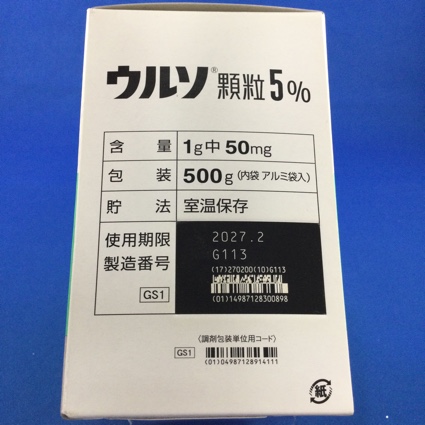 ウルソ® 顆粒 5%
含 量 1g中 50mg
包 装 500g (内袋 アルミ袋入)
貯 法 室温保存
使用期限 2027.2
製造番号 G113
(17)270200(10)G113
GS1 (01)14987128300898
〈調剤包装単位用コード〉
GS1
(01)04987128914111
紙